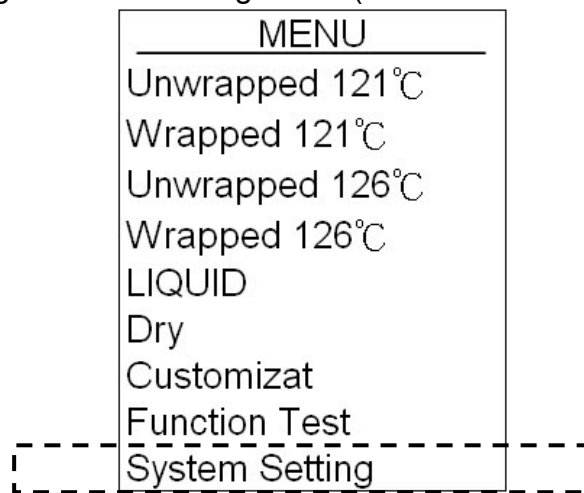 MENU
Unwrapped 121℃
Wrapped 121℃
Unwrapped 126℃
Wrapped 126℃
LIQUID
Dry
Customizat
Function Test
System Setting